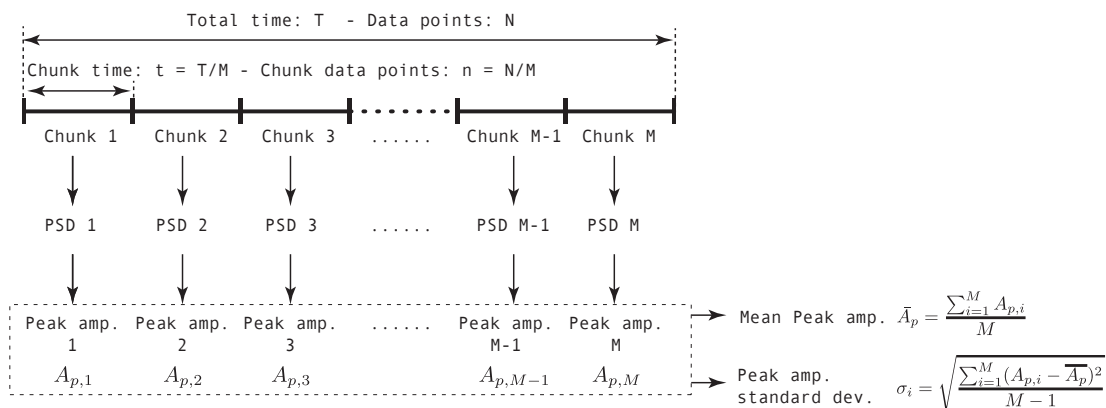 Total time: T - Data points: N
Chunk time: t = T/M - Chunk data points: n = N/M
Chunk 1 Chunk 2 Chunk 3 ...... Chunk M-1 Chunk M
PSD 1 PSD 2 PSD 3 ...... PSD M-1 PSD M
Peak amp. 1 Peak amp. 2 Peak amp. 3 ...... Peak amp. M-1 Peak amp. M
A_{p,1} A_{p,2} A_{p,3} A_{p,M-1} A_{p,M}
Mean Peak amp. \bar{A}_p = \frac{\sum_{i=1}^{M} A_{p,i}}{M}
Peak amp.
standard dev. σ_i = \sqrt{\frac{\sum_{i=1}^{M} (A_{p,i} - \overline{A_p})^2}{M-1}}